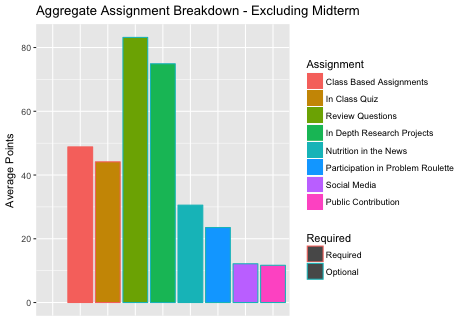 Aggregate Assignment Breakdown - Excluding Midterm
Average Points
80
60
40
20
0
Assignment
Class Based Assignments
In Class Quiz
Review Questions
In Depth Research Projects
Nutrition in the News
Participation in Problem Roulette
Social Media
Public Contribution
Required
Required
Optional